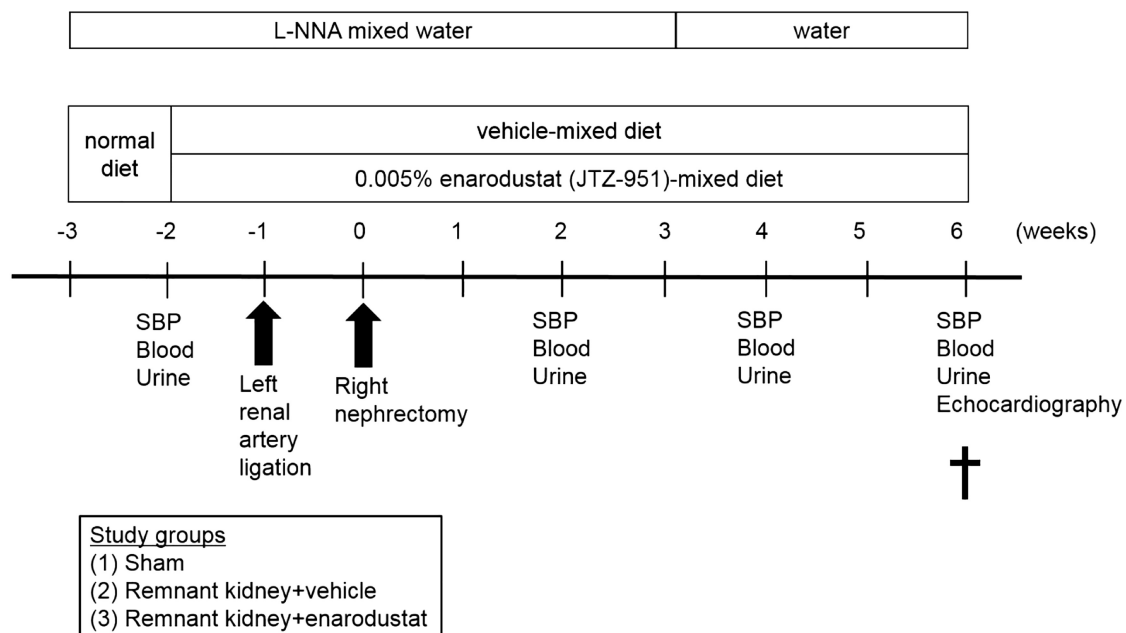 L-NNA mixed water water
normal
diet
vehicle-mixed diet
0.005% enarodustat (JTZ-951)-mixed diet
-3 -2 -1 0 1 2 3 4 5 6 (weeks)
SBP
Blood
Urine
Left
renal
artery
ligation
Right
nephrectomy
SBP
Blood
Urine
SBP
Blood
Urine
SBP
Blood
Urine
Echocardiography
Study groups
(1) Sham
(2) Remnant kidney+vehicle
(3) Remnant kidney+enarodustat